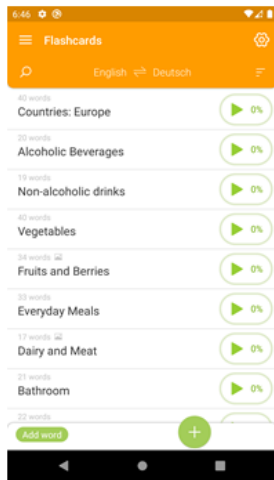 6:46
Flashcards
English ⇌ Deutsch
40 words
Countries: Europe
0%
20 words
Alcoholic Beverages
0%
19 words
Non-alcoholic drinks
0%
40 words
Vegetables
0%
34 words
Fruits and Berries
0%
33 words
Everyday Meals
0%
17 words
Dairy and Meat
0%
21 words
Bathroom
0%
22 words
Add word
+